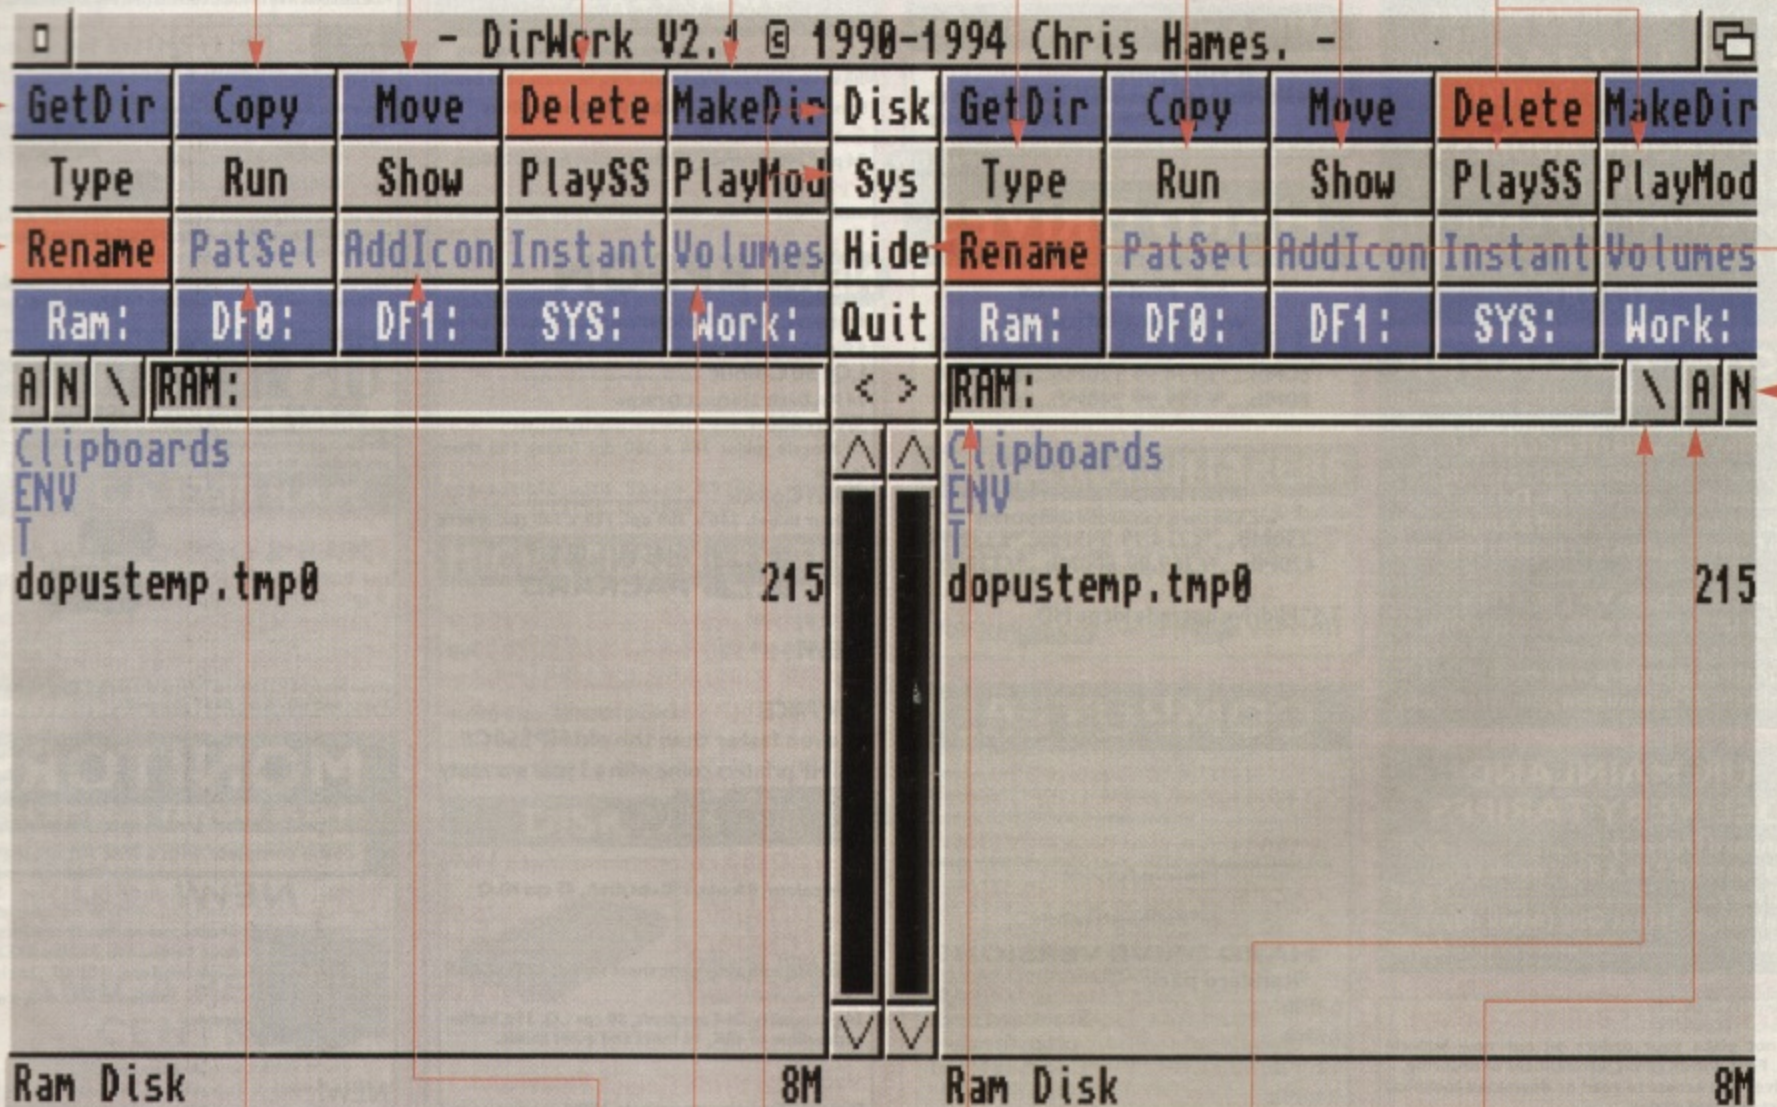 - DirWork V2.1 © 1990-1994 Chris Hames. -
GetDir Copy Move Delete MakeDir Disk GetDir Copy Move Delete MakeDir
Type Run Show PlaySS PlayMod Sys Type Run Show PlaySS PlayMod
Rename PatSel AddIcon Instant Volumes Hide Rename PatSel AddIcon Instant Volumes
Ram: DF0: DF1: SYS: Work: Quit Ram: DF0: DF1: SYS: Work:
A N \ RAM: < > RAM: \ A N
Clipboards Clipboards
ENV ENV
T T
dopustemp.tmp0 215 dopustemp.tmp0 215
Ram Disk 8M Ram Disk 8M